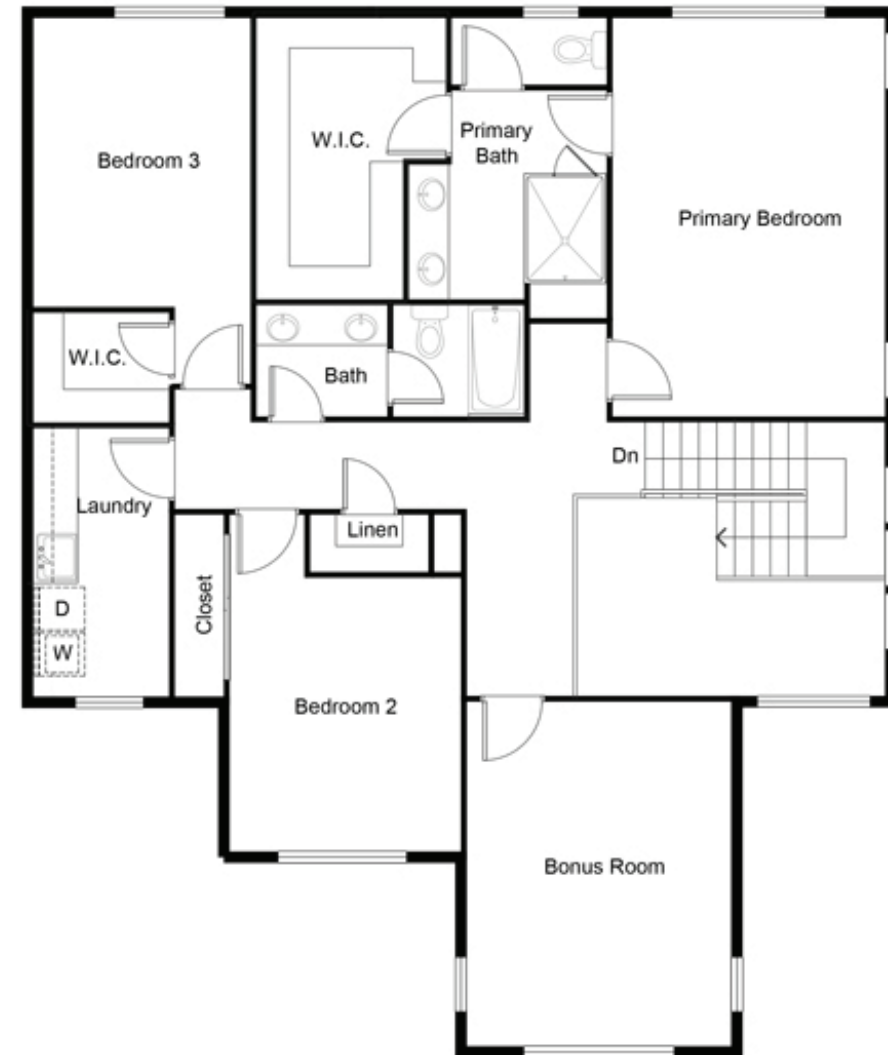 W.I.C.
Primary
Bath
Bedroom 3
Primary Bedroom
W.I.C.
Bath
Dn
Laundry
Linen
Closet
D
W
Bedroom 2
Bonus Room